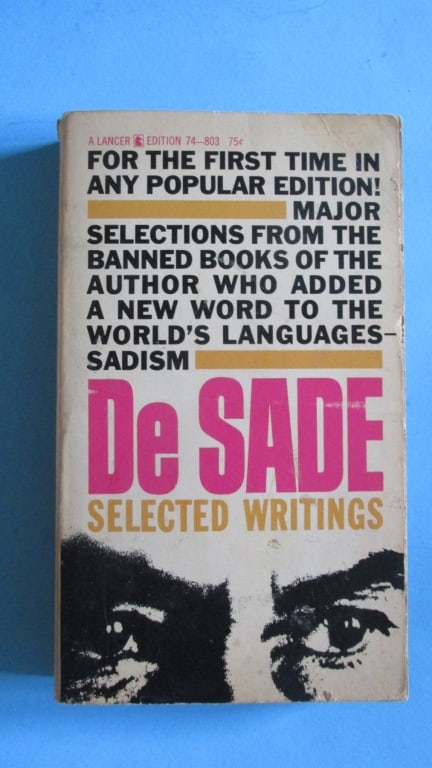 A LANCER EDITION 74-803 75¢
FOR THE FIRST TIME IN
ANY POPULAR EDITION!
MAJOR
SELECTIONS FROM THE
BANNED BOOKS OF THE
AUTHOR WHO ADDED
A NEW WORD TO THE
WORLD'S LANGUAGES–
SADISM
De SADE
SELECTED WRITINGS